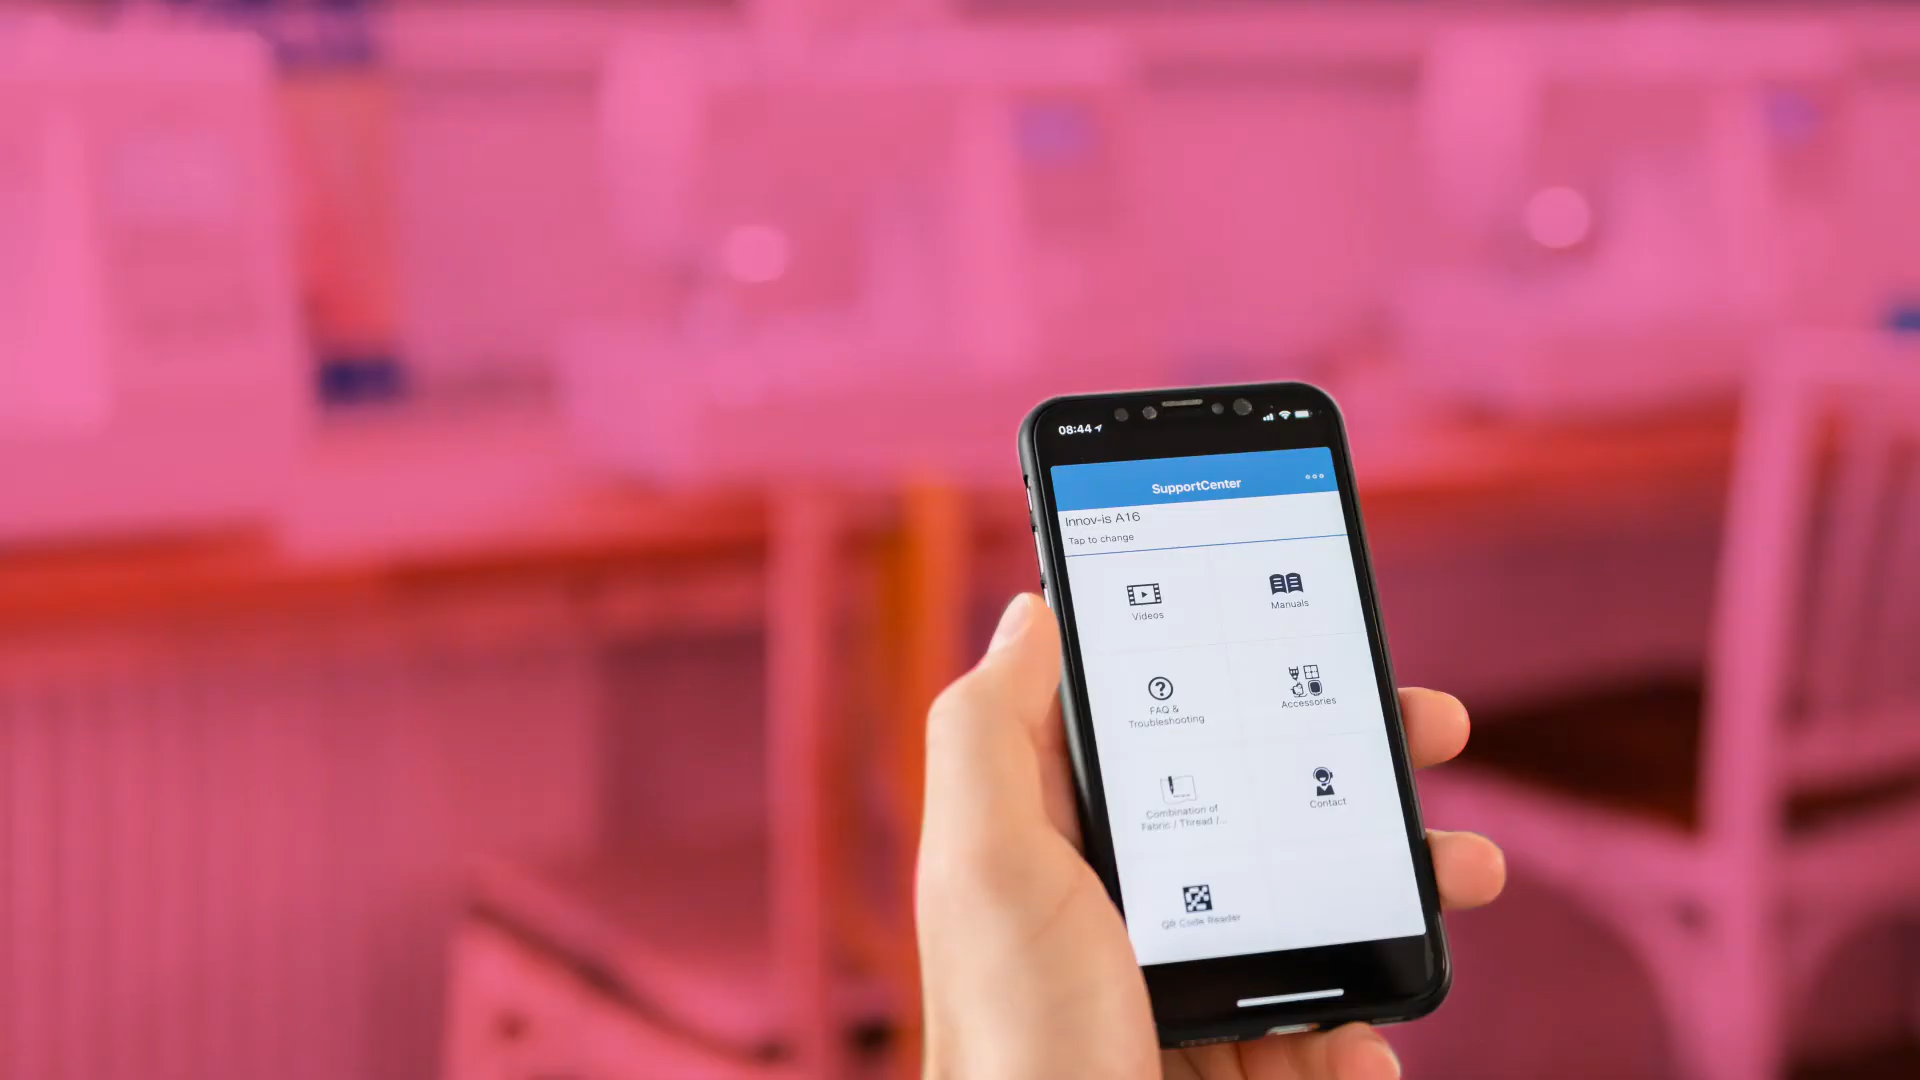 08:44
SupportCenter
Innov-is A16
Tap to change
Videos
Manuals
FAQ &
Troubleshooting
Accessories
Combination of
Fabric / Thread /...
Contact
QR Code Reader